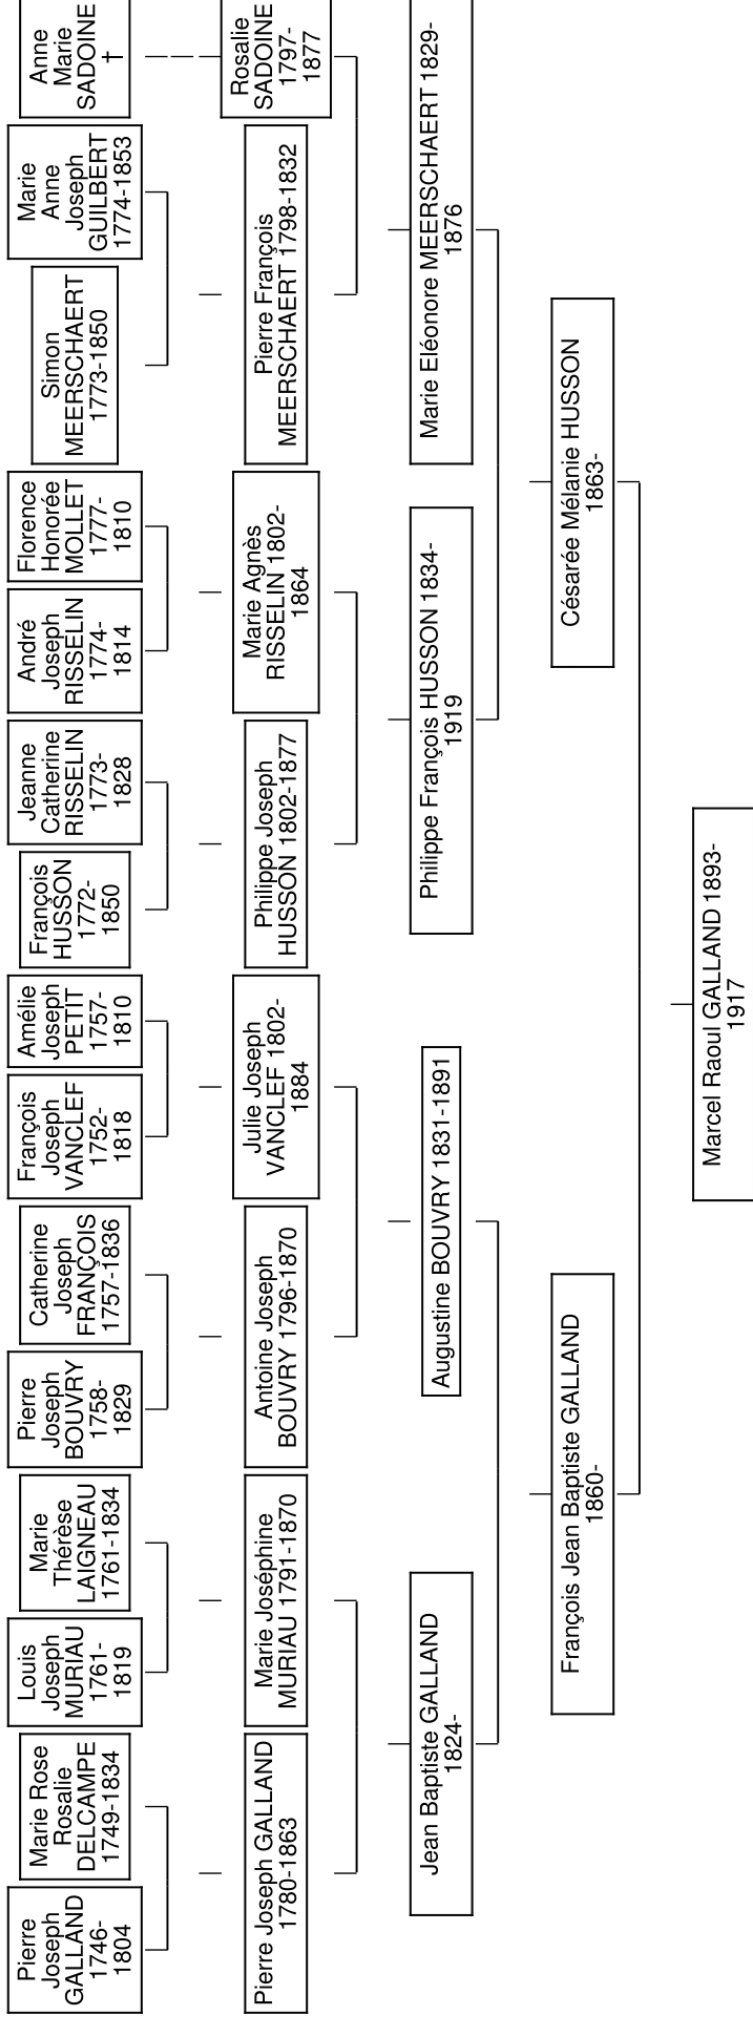 Pierre
Joseph
GALLAND
1746-
1804
Marie Rose
Rosalie
DELCAMPE
1749-1834
Louis
Joseph
MURIAU
1761-
1819
Marie
Thérèse
LAIGNEAU
1761-1834
Pierre
Joseph
BOUVRY
1758-
1829
Catherine
Joseph
FRANÇOIS
1757-1836
François
Joseph
VANCLEF
1752-
1818
Amélie
Joseph
PETIT
1757-
1810
François
HUSSON
1772-
1850
Jeanne
Catherine
RISSELIN
1773-
1828
André
Joseph
RISSELIN
1774-
1814
Florence
Honorée
MOLLET
1777-
1810
Simon
MEERSCHAERT
1773-1850
Marie
Anne
Joseph
GUILBERT
1774-1853
Anne
Marie
SADOINE
†
Pierre Joseph GALLAND
1780-1863
Marie Joséphine
MURIAU 1791-1870
Antoine Joseph
BOUVRY 1796-1870
Julie Joseph
VANCLEF 1802-
1884
Philippe Joseph
HUSSON 1802-1877
Marie Agnès
RISSELIN 1802-
1864
Pierre François
MEERSCHAERT 1798-1832
Rosalie
SADOINE
1797-
1877
Jean Baptiste GALLAND
1824-
Augustine BOUVRY 1831-1891
Philippe François HUSSON 1834-
1919
Marie Eléonore MEERSCHAERT 1829-
1876
François Jean Baptiste GALLAND
1860-
Césarée Mélanie HUSSON
1863-
Marcel Raoul GALLAND 1893-
1917